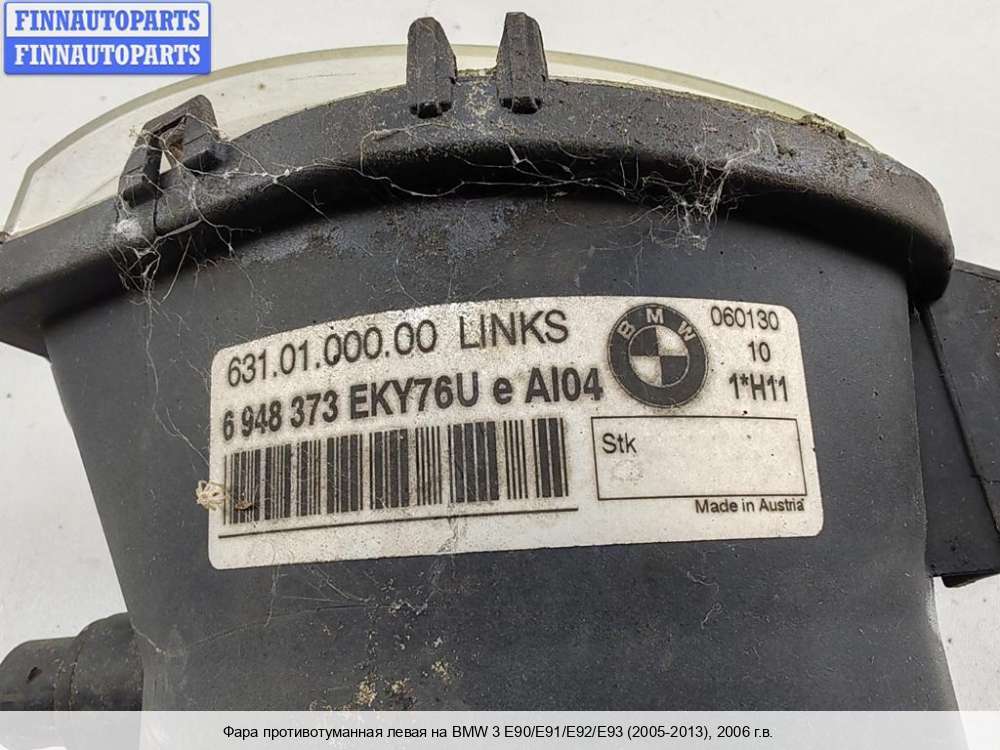 FINNAUTOPARTS
FINNAUTOPARTS
631.01.000.00 LINKS
6 948 373 EKY76U e AI04
BMW
060130
10
1*H11
Stk
Made in Austria
Фара противотуманная левая на BMW 3 E90/E91/E92/E93 (2005-2013), 2006 г.в.